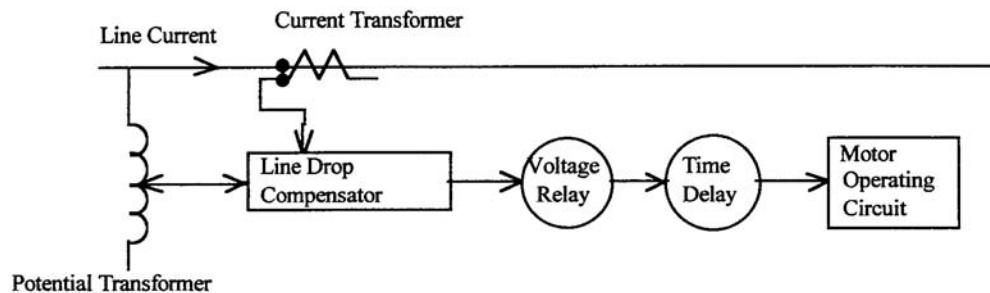 Current Transformer
Line Current
Line Drop
Compensator
Voltage
Relay
Time
Delay
Motor
Operating
Circuit
Potential Transformer